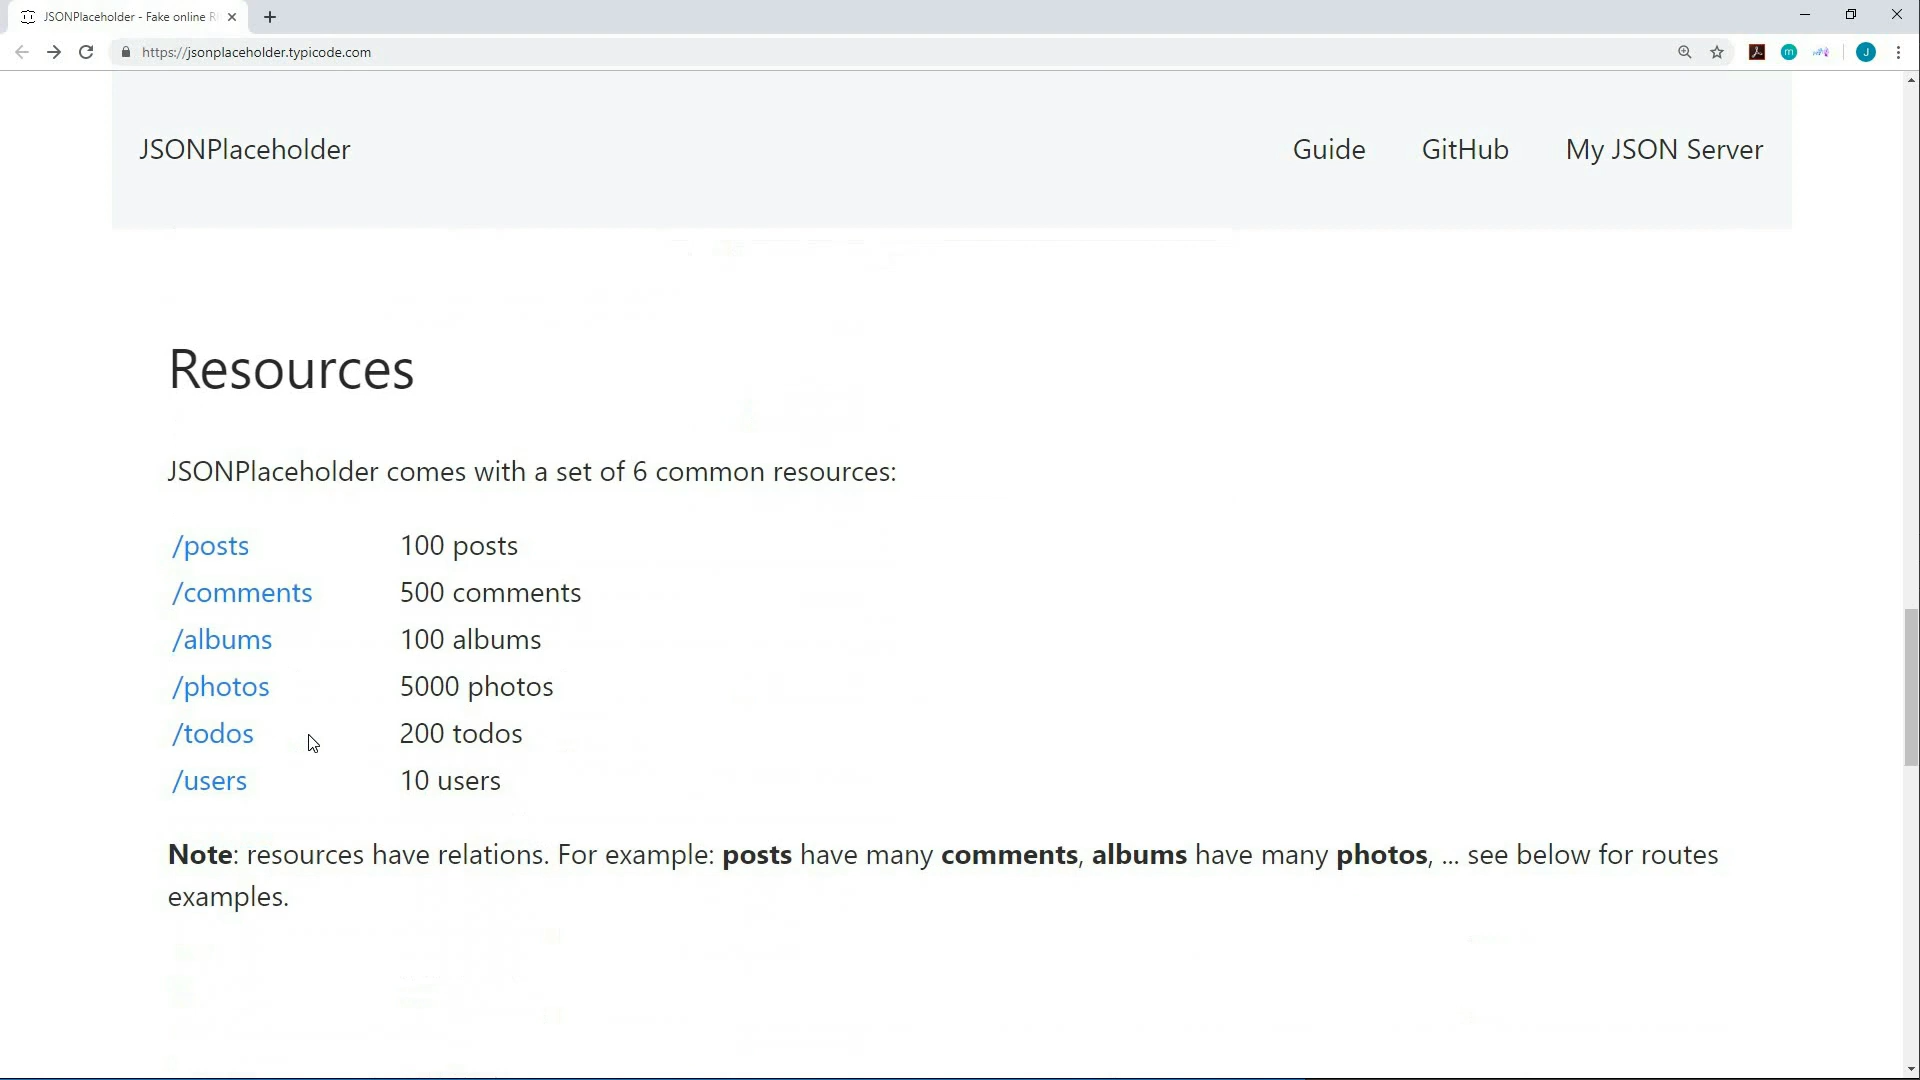 JSONPlaceholder - Fake online R
https://jsonplaceholder.typicode.com
m
J
JSONPlaceholder
Guide
GitHub
My JSON Server
Resources
JSONPlaceholder comes with a set of 6 common resources:
/posts 100 posts
/comments 500 comments
/albums 100 albums
/photos 5000 photos
/todos 200 todos
/users 10 users
Note: resources have relations. For example: posts have many comments, albums have many photos, ... see below for routes
examples.